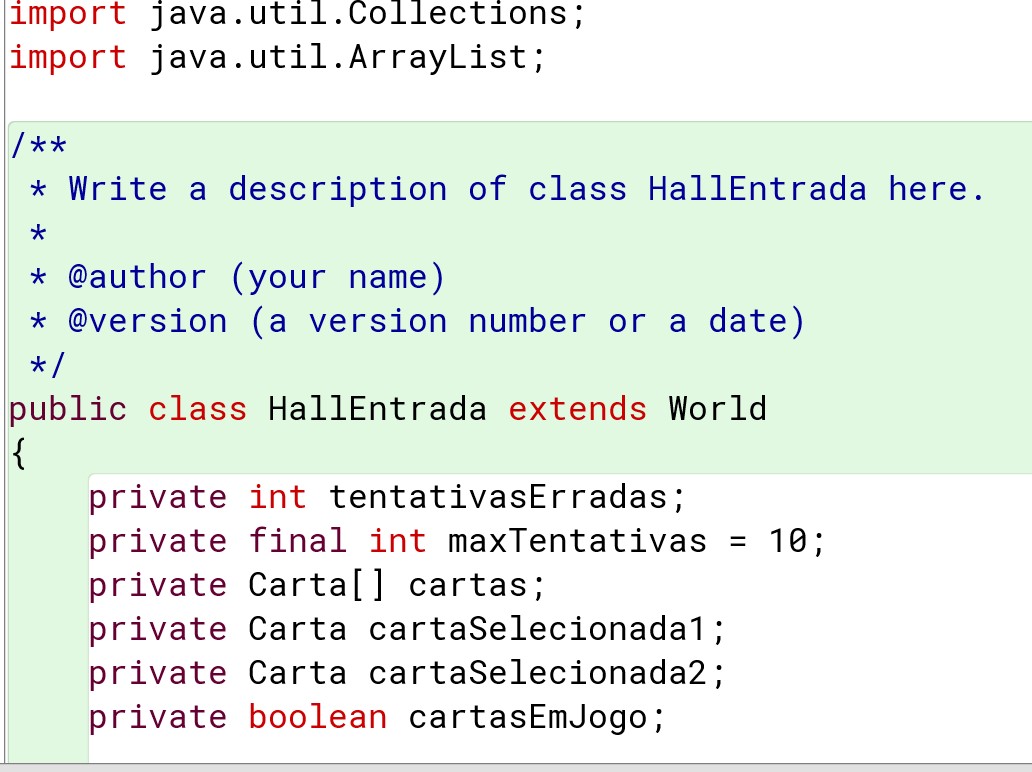 import java.util.Collections;
import java.util.ArrayList;
/**
 * Write a description of class HallEntrada here.
 *
 * @author (your name)
 * @version (a version number or a date)
 */
public class HallEntrada extends World
{
    private int tentativasErradas;
    private final int maxTentativas = 10;
    private Carta[] cartas;
    private Carta cartaSelecionada1;
    private Carta cartaSelecionada2;
    private boolean cartasEmJogo;